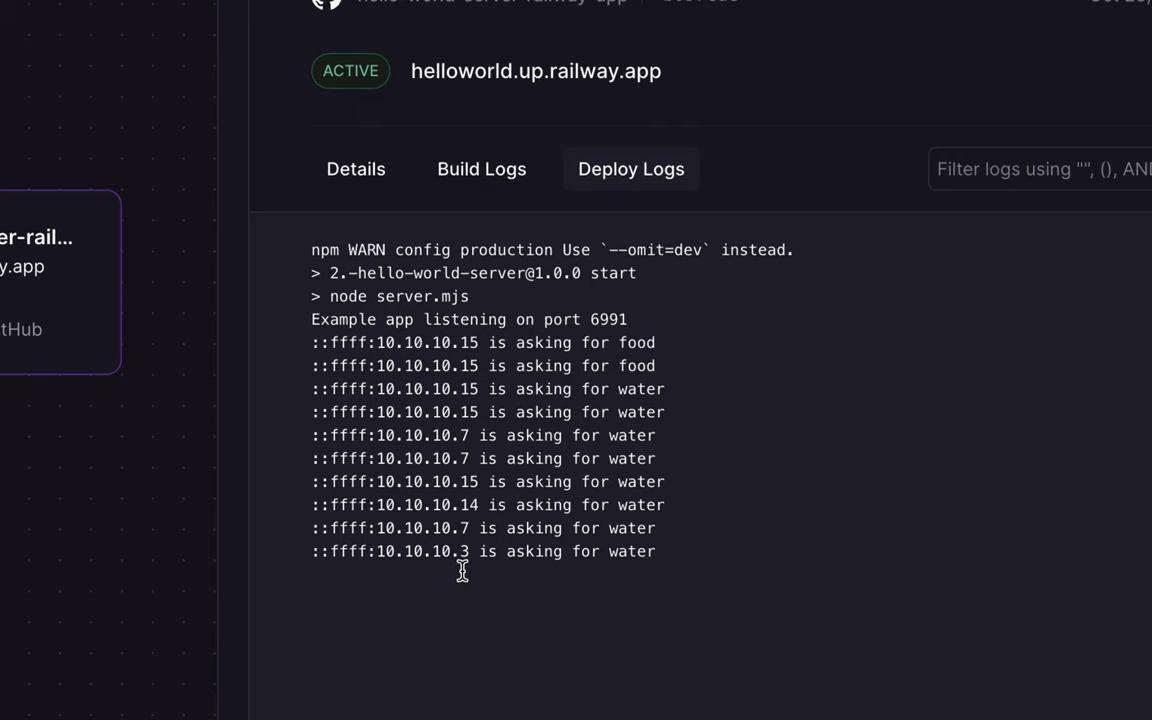 ACTIVE helloworld.up.railway.app
Details Build Logs Deploy Logs Filter logs using "", (),
er-rail...
y.app
tHub
npm WARN config production Use `--omit=dev` instead.
> 2.-hello-world-server@1.0.0 start
> node server.mjs
Example app listening on port 6991
::ffff:10.10.10.15 is asking for food
::ffff:10.10.10.15 is asking for food
::ffff:10.10.10.15 is asking for water
::ffff:10.10.10.15 is asking for water
::ffff:10.10.10.7 is asking for water
::ffff:10.10.10.7 is asking for water
::ffff:10.10.10.15 is asking for water
::ffff:10.10.10.14 is asking for water
::ffff:10.10.10.7 is asking for water
::ffff:10.10.10.3 is asking for water